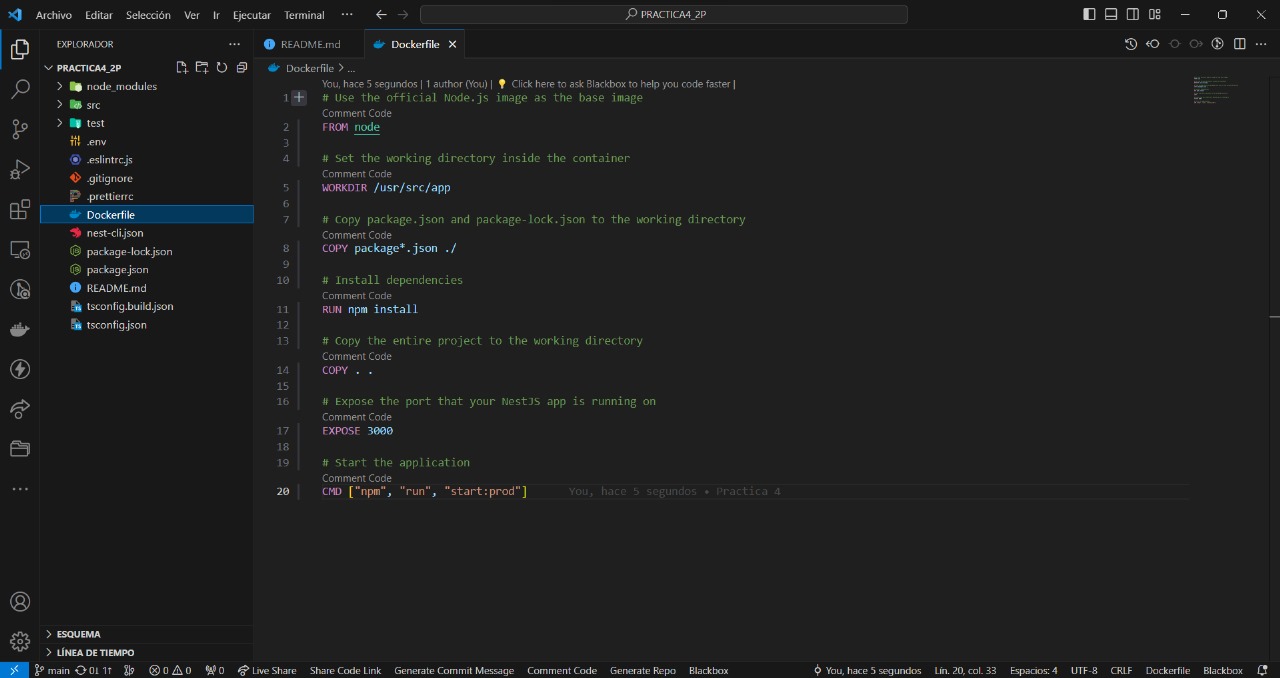 Archivo Editar Selección Ver Ir Ejecutar Terminal ··· PRACTICA4_2P
EXPLORADOR ···
PRACTICA4_2P
node_modules
src
test
.env
.eslintrc.js
.gitignore
.prettierrc
Dockerfile
nest-cli.json
package-lock.json
package.json
README.md
tsconfig.build.json
tsconfig.json
ESQUEMA
LÍNEA DE TIEMPO
README.md Dockerfile
Dockerfile > ...
You, hace 5 segundos | 1 author (You) | 💡 Click here to ask Blackbox to help you code faster |
1 # Use the official Node.js image as the base image
Comment Code
2 FROM node
3
4 # Set the working directory inside the container
Comment Code
5 WORKDIR /usr/src/app
6
7 # Copy package.json and package-lock.json to the working directory
Comment Code
8 COPY package*.json ./
9
10 # Install dependencies
Comment Code
11 RUN npm install
12
13 # Copy the entire project to the working directory
Comment Code
14 COPY . .
15
16 # Expose the port that your NestJS app is running on
Comment Code
17 EXPOSE 3000
18
19 # Start the application
Comment Code
20 CMD ["npm", "run", "start:prod"] You, hace 5 segundos • Practica 4
main 0↓ 1↑ 0 0 0 Live Share Share Code Link Generate Commit Message Comment Code Generate Repo Blackbox You, hace 5 segundos Lín. 20, col. 33 Espacios: 4 UTF-8 CRLF Dockerfile Blackbox